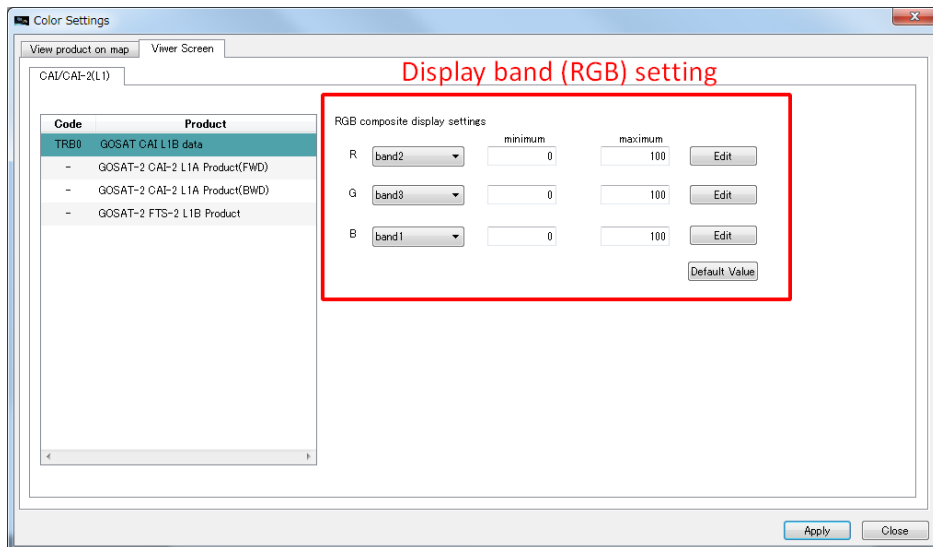 Color Settings
View product on map
Viwer Screen
CAI/CAI-2(L1)
Display band (RGB) setting
Code Product
TRB0 GOSAT CAI L1B data
- GOSAT-2 CAI-2 L1A Product(FWD)
- GOSAT-2 CAI-2 L1A Product(BWD)
- GOSAT-2 FTS-2 L1B Product
RGB composite display settings
minimum maximum
R band2 0 100 Edit
G band3 0 100 Edit
B band1 0 100 Edit
Default Value
Apply Close